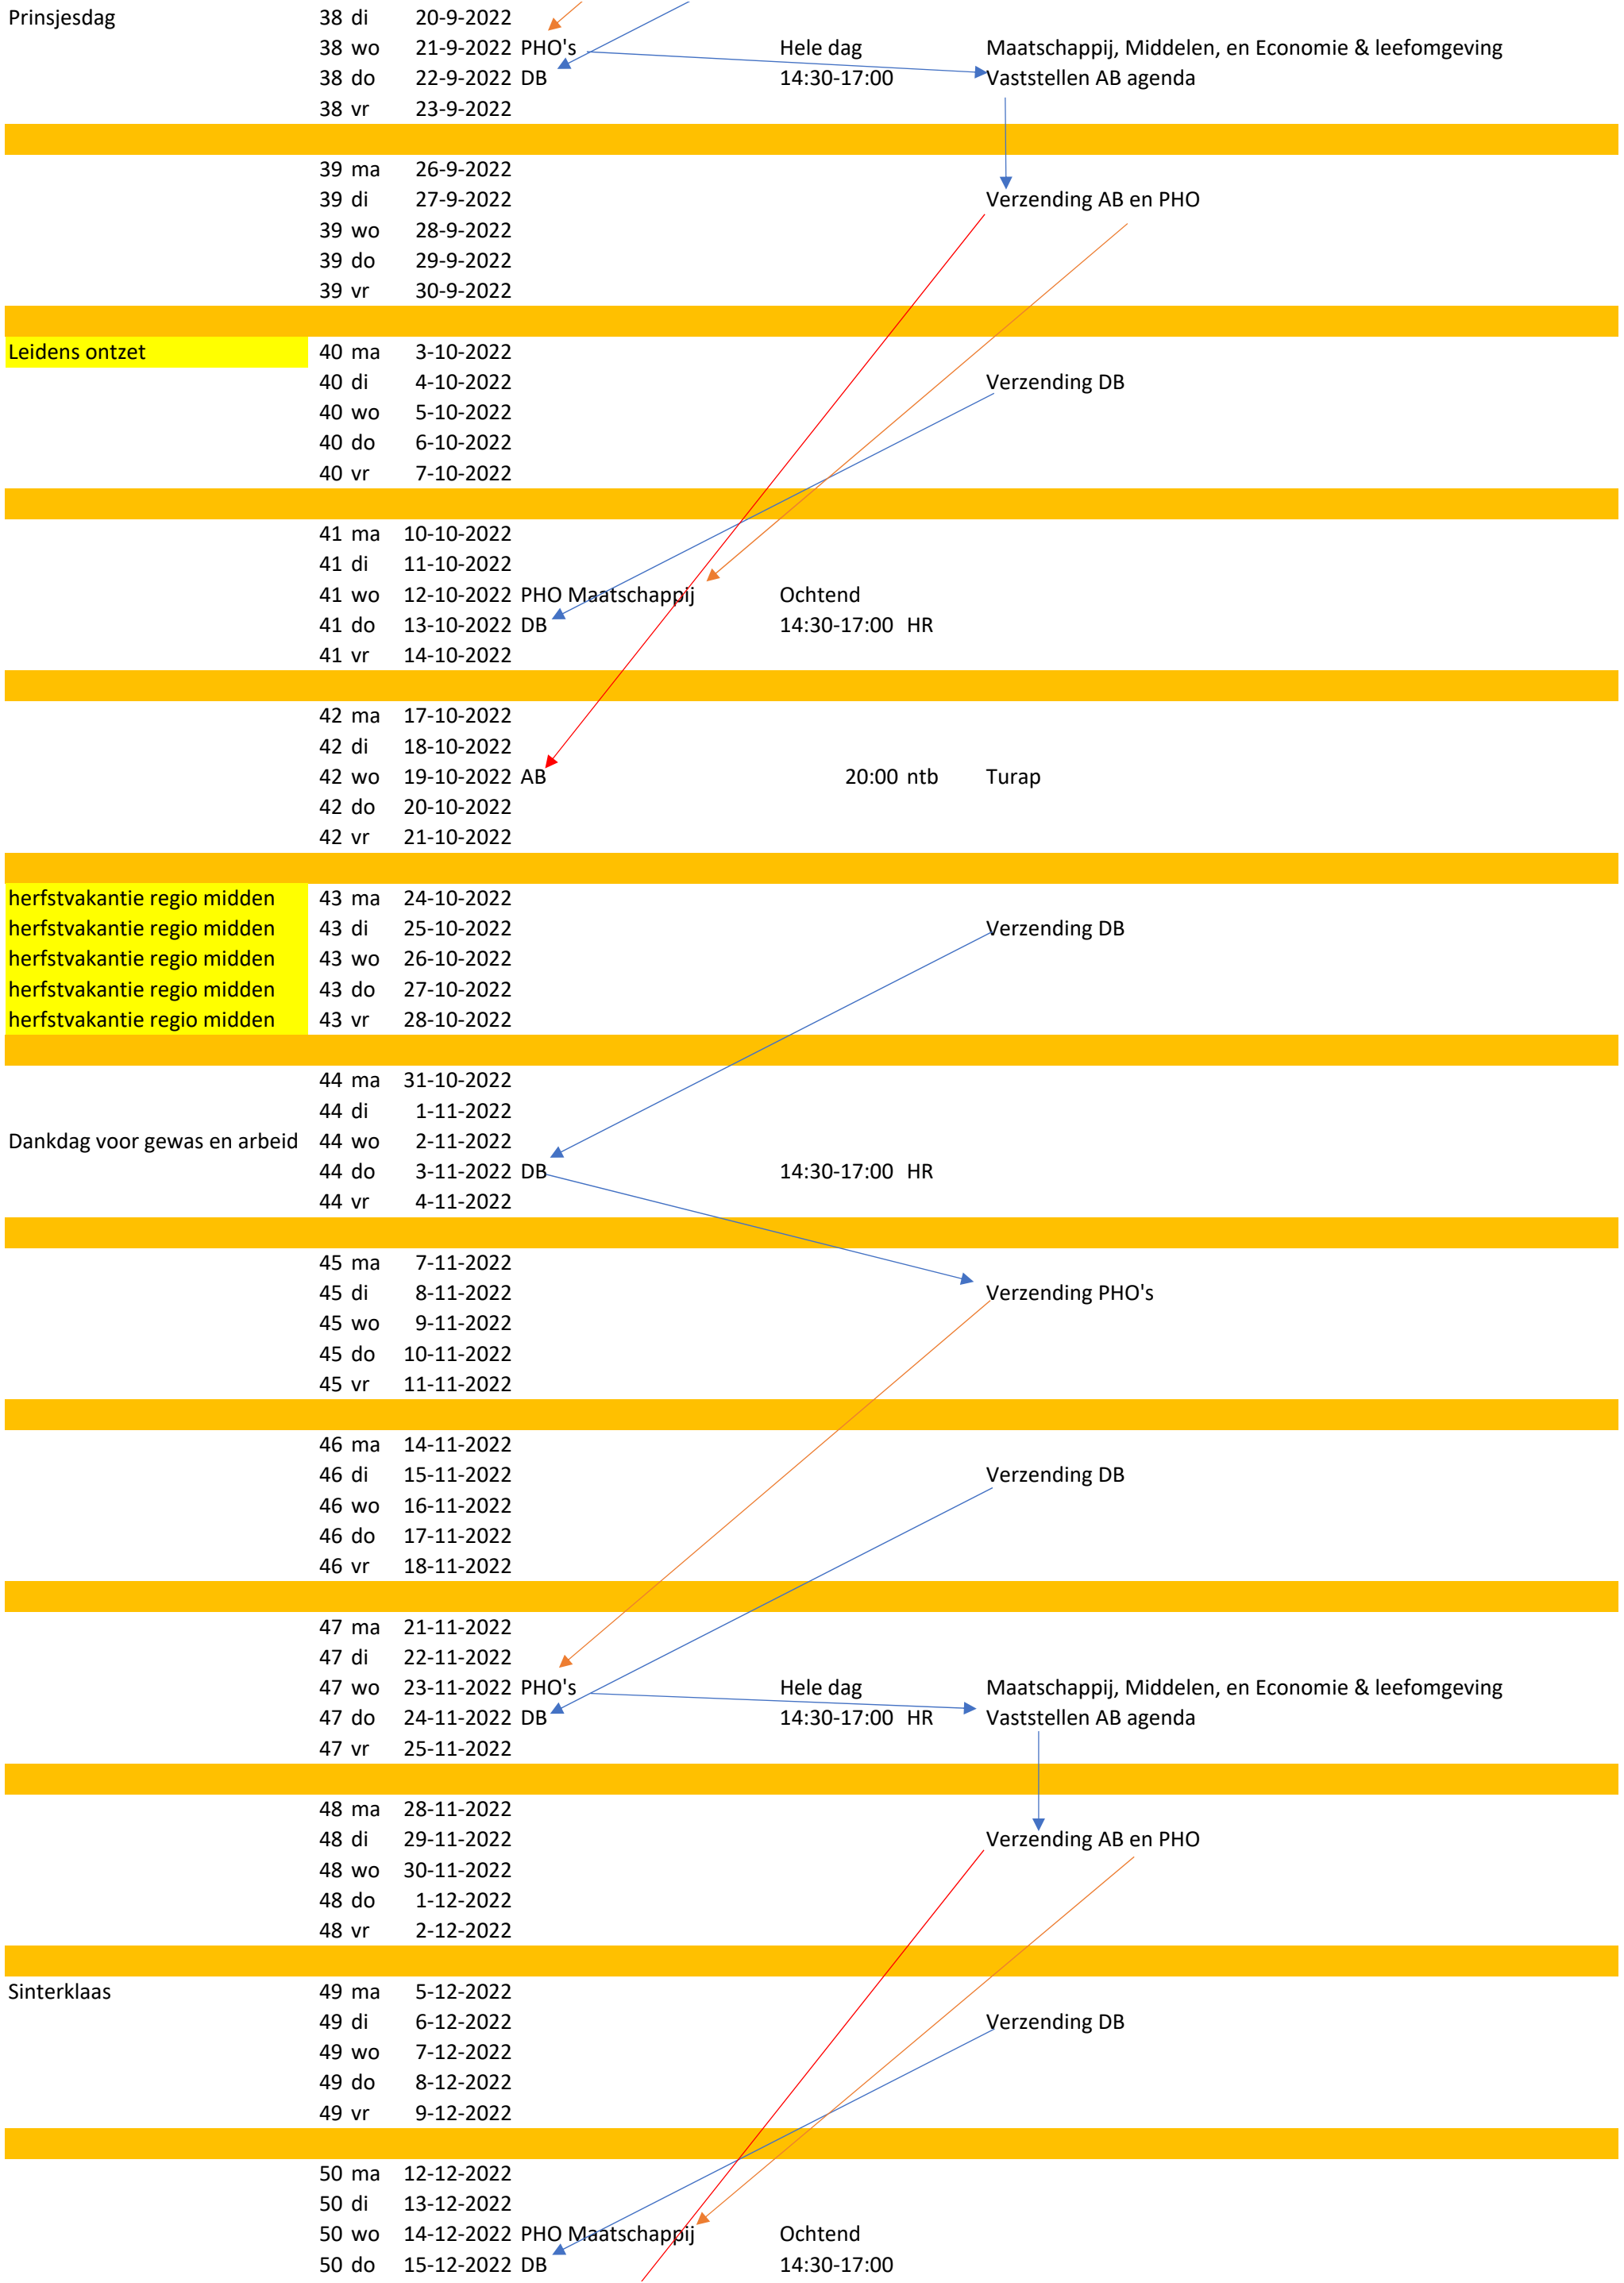 Prinsjesdag 38 di 20-9-2022
38 wo 21-9-2022 PHO's Hele dag Maatschappij, Middelen, en Economie & leefomgeving
38 do 22-9-2022 DB 14:30-17:00 Vaststellen AB agenda
38 vr 23-9-2022
39 ma 26-9-2022
39 di 27-9-2022 Verzending AB en PHO
39 wo 28-9-2022
39 do 29-9-2022
39 vr 30-9-2022
Leidens ontzet 40 ma 3-10-2022
40 di 4-10-2022 Verzending DB
40 wo 5-10-2022
40 do 6-10-2022
40 vr 7-10-2022
41 ma 10-10-2022
41 di 11-10-2022
41 wo 12-10-2022 PHO Maatschappij Ochtend
41 do 13-10-2022 DB 14:30-17:00 HR
41 vr 14-10-2022
42 ma 17-10-2022
42 di 18-10-2022
42 wo 19-10-2022 AB 20:00 ntb Turap
42 do 20-10-2022
42 vr 21-10-2022
herfstvakantie regio midden 43 ma 24-10-2022
herfstvakantie regio midden 43 di 25-10-2022 Verzending DB
herfstvakantie regio midden 43 wo 26-10-2022
herfstvakantie regio midden 43 do 27-10-2022
herfstvakantie regio midden 43 vr 28-10-2022
44 ma 31-10-2022
44 di 1-11-2022
Dankdag voor gewas en arbeid 44 wo 2-11-2022
44 do 3-11-2022 DB 14:30-17:00 HR
44 vr 4-11-2022
45 ma 7-11-2022
45 di 8-11-2022 Verzending PHO's
45 wo 9-11-2022
45 do 10-11-2022
45 vr 11-11-2022
46 ma 14-11-2022
46 di 15-11-2022 Verzending DB
46 wo 16-11-2022
46 do 17-11-2022
46 vr 18-11-2022
47 ma 21-11-2022
47 di 22-11-2022
47 wo 23-11-2022 PHO's Hele dag Maatschappij, Middelen, en Economie & leefomgeving
47 do 24-11-2022 DB 14:30-17:00 HR Vaststellen AB agenda
47 vr 25-11-2022
48 ma 28-11-2022
48 di 29-11-2022 Verzending AB en PHO
48 wo 30-11-2022
48 do 1-12-2022
48 vr 2-12-2022
Sinterklaas 49 ma 5-12-2022
49 di 6-12-2022 Verzending DB
49 wo 7-12-2022
49 do 8-12-2022
49 vr 9-12-2022
50 ma 12-12-2022
50 di 13-12-2022
50 wo 14-12-2022 PHO Maatschappij Ochtend
50 do 15-12-2022 DB 14:30-17:00